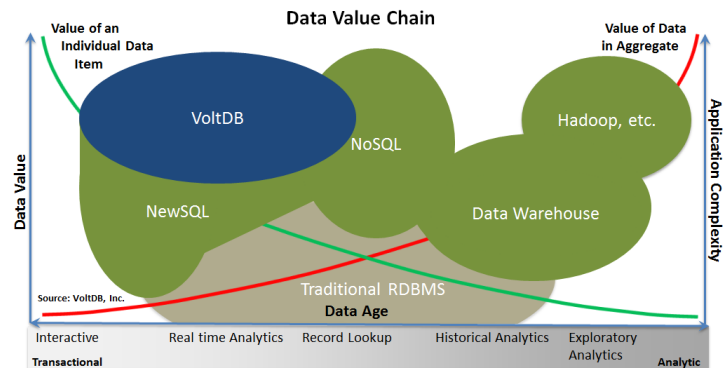 Data Value Chain
Value of an
Individual Data
Item
Value of Data
in Aggregate
VoltDB
Hadoop, etc.
NoSQL
NewSQL
Data Warehouse
Data Value
Application Complexity
Source: VoltDB, Inc.
Traditional RDBMS
Data Age
Interactive
Real time Analytics
Record Lookup
Historical Analytics
Exploratory
Analytics
Transactional
Analytic